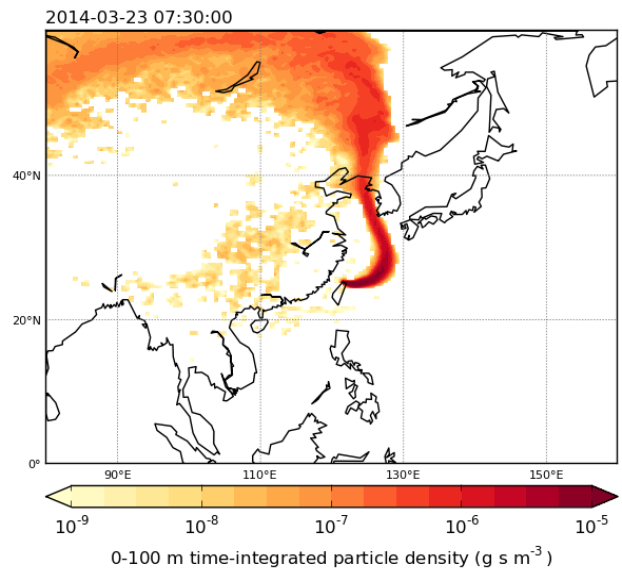 2014-03-23 07:30:00
40°N
20°N
0°
90°E 110°E 130°E 150°E
10⁻⁹ 10⁻⁸ 10⁻⁷ 10⁻⁶ 10⁻⁵
0-100 m time-integrated particle density (g s m⁻³)